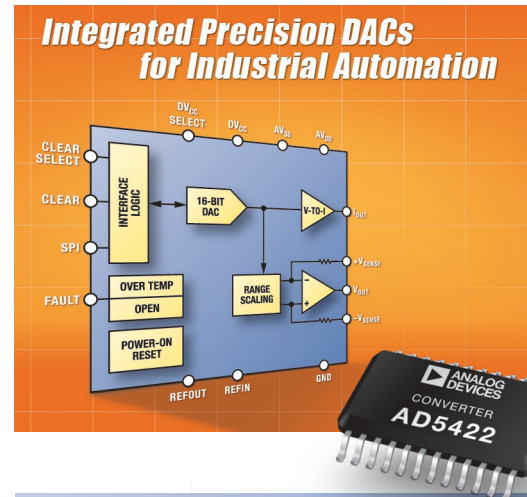 Integrated Precision DACs
for Industrial Automation
DVCC
SELECT
DVCC
AVSS
AVDD
CLEAR
SELECT
CLEAR
SPI
FAULT
INTERFACE
LOGIC
16-BIT
DAC
V-TO-I
IOUT
+VSENSE
VOUT
–VSENSE
RANGE
SCALING
−
+
OVER TEMP
OPEN
POWER-ON
RESET
REFOUT
REFIN
GND
ANALOG
DEVICES
CONVERTER
AD5422